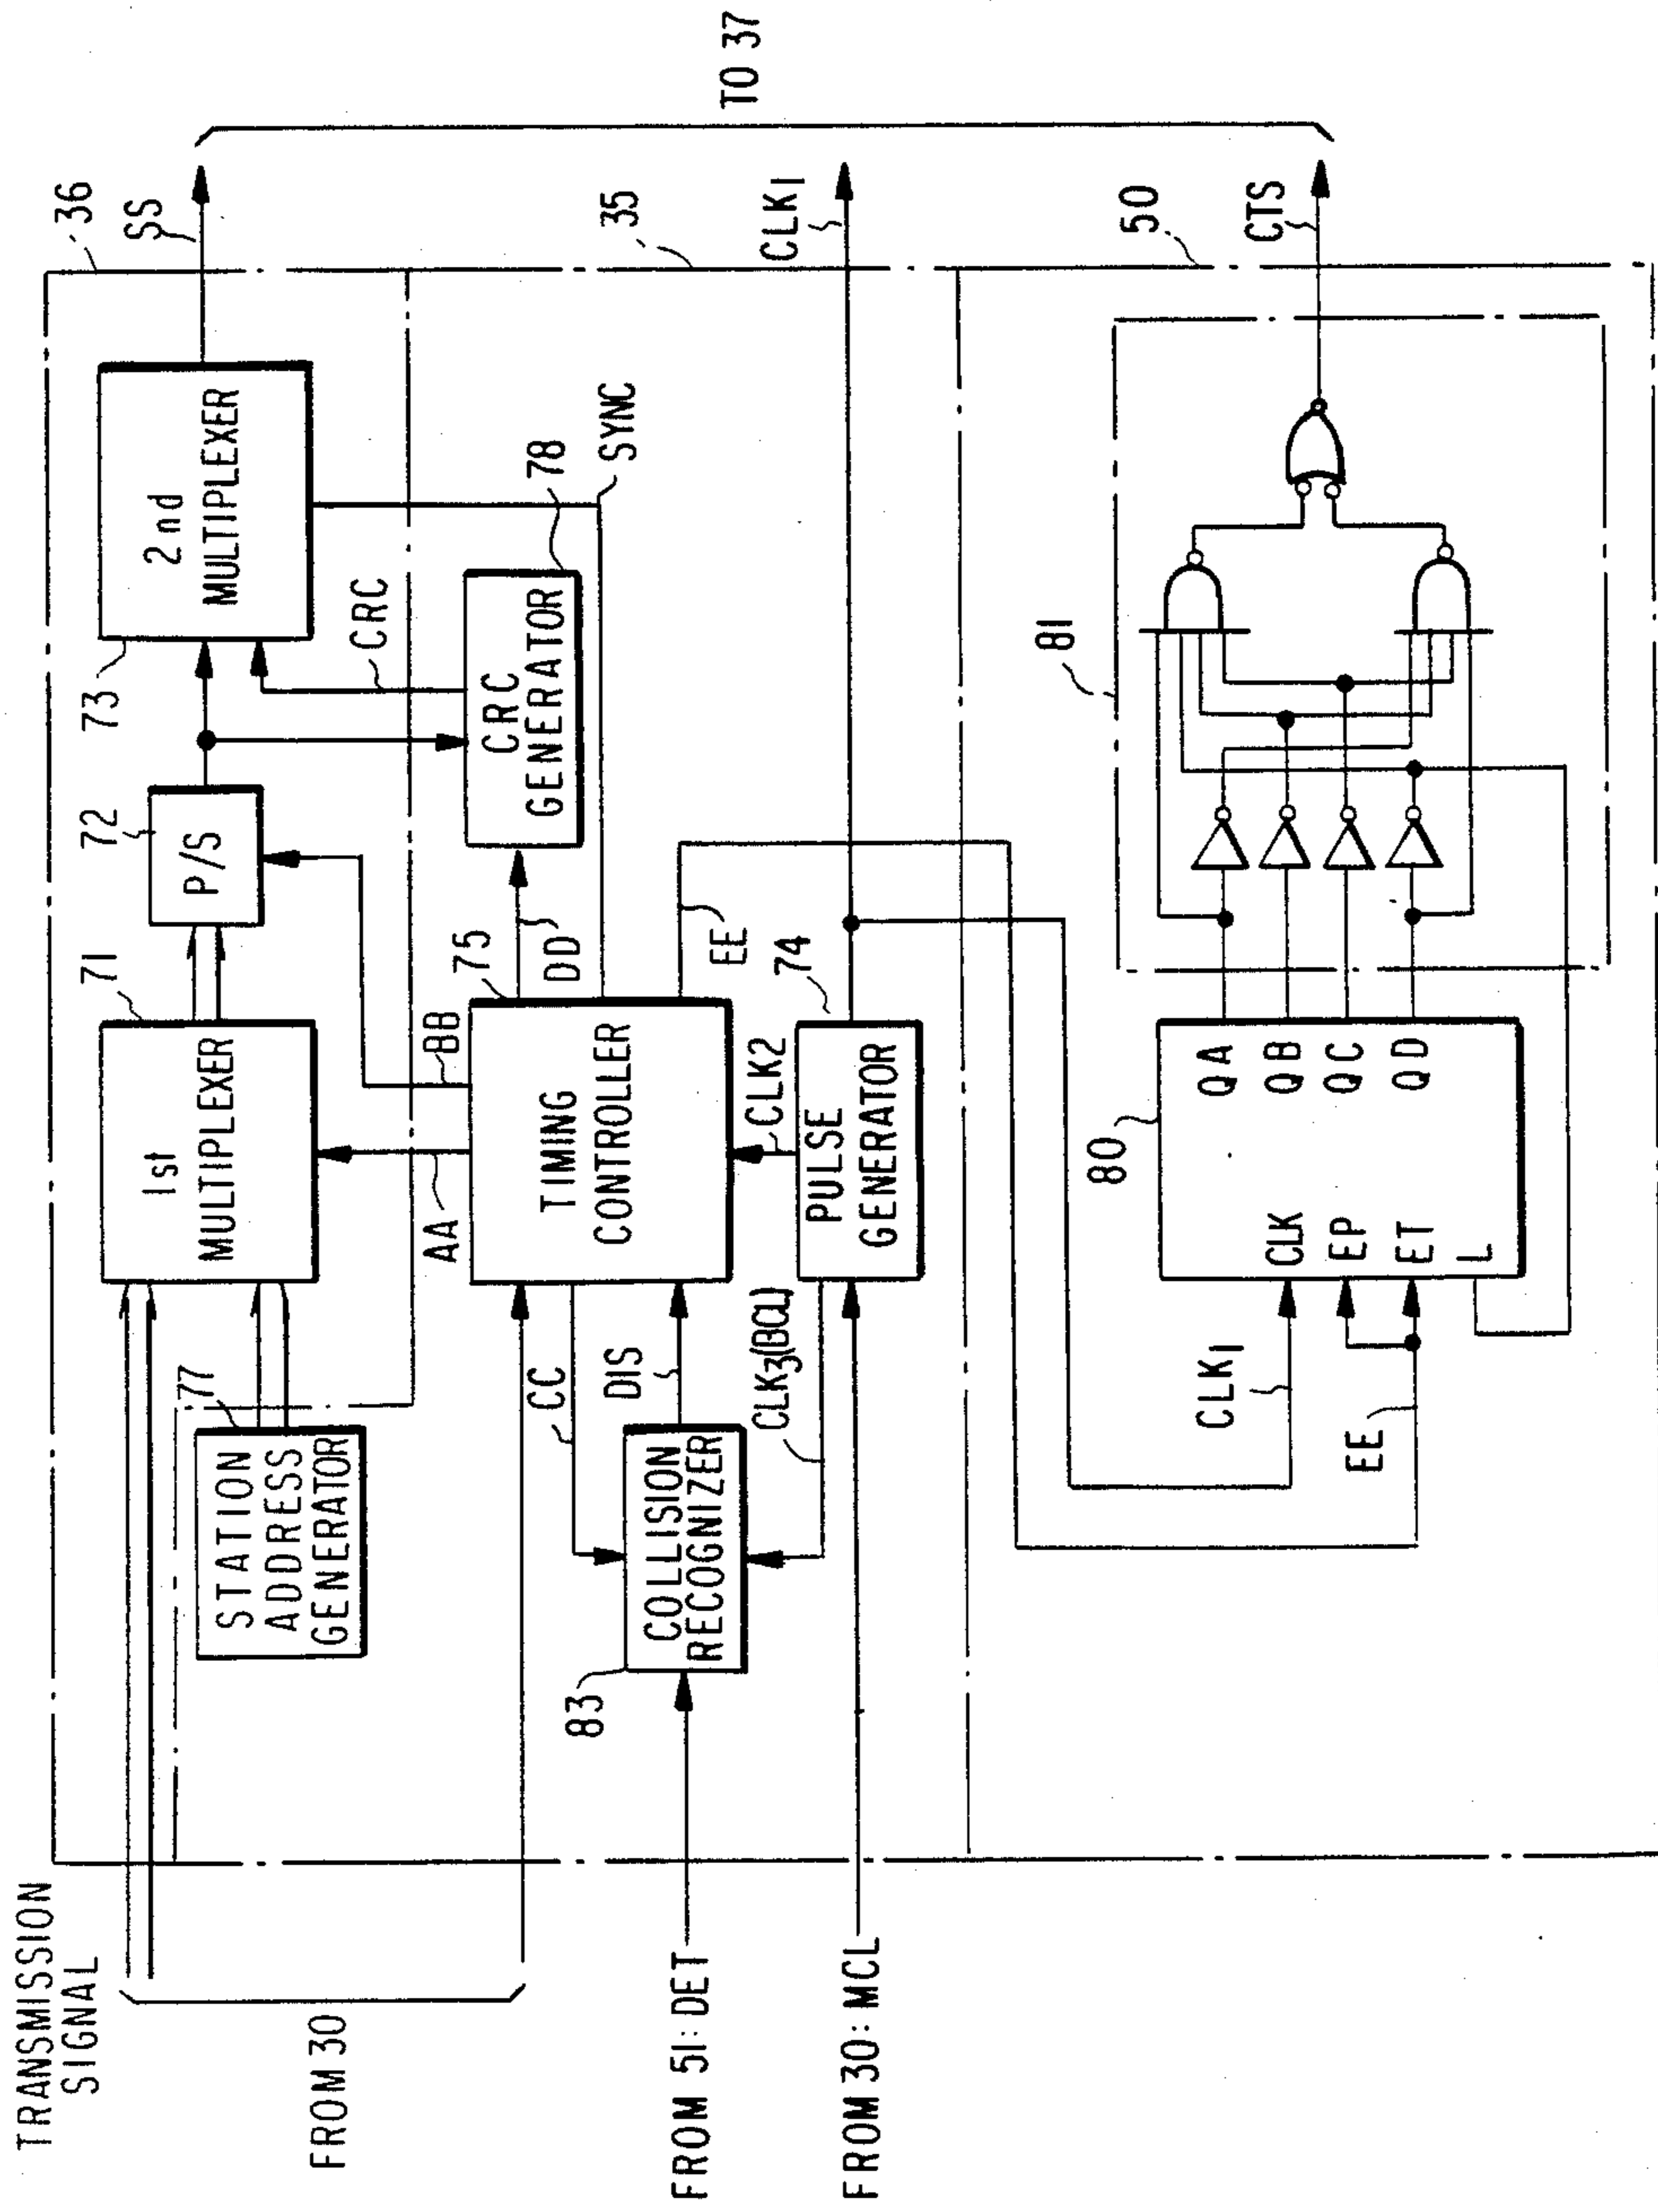 TRANSMISSION
SIGNAL
FROM 30
FROM 51: DET
FROM 30: MCL
36
SS
TO 37
1st
MULTIPLEXER
71
72
P/S
73
2nd
MULTIPLEXER
STATION
ADDRESS
GENERATOR
77
AA
BB
CRC
35
TIMING
CONTROLLER
75
DD
CRC
GENERATOR
78
SYNC
EE
CC
DIS
COLLISION
RECOGNIZER
83
CLK3(BCL)
CLK2
PULSE
GENERATOR
74
CLK1
50
CTS
81
80
CLK
EP
ET
L
QA
QB
QC
QD
CLK1
EE